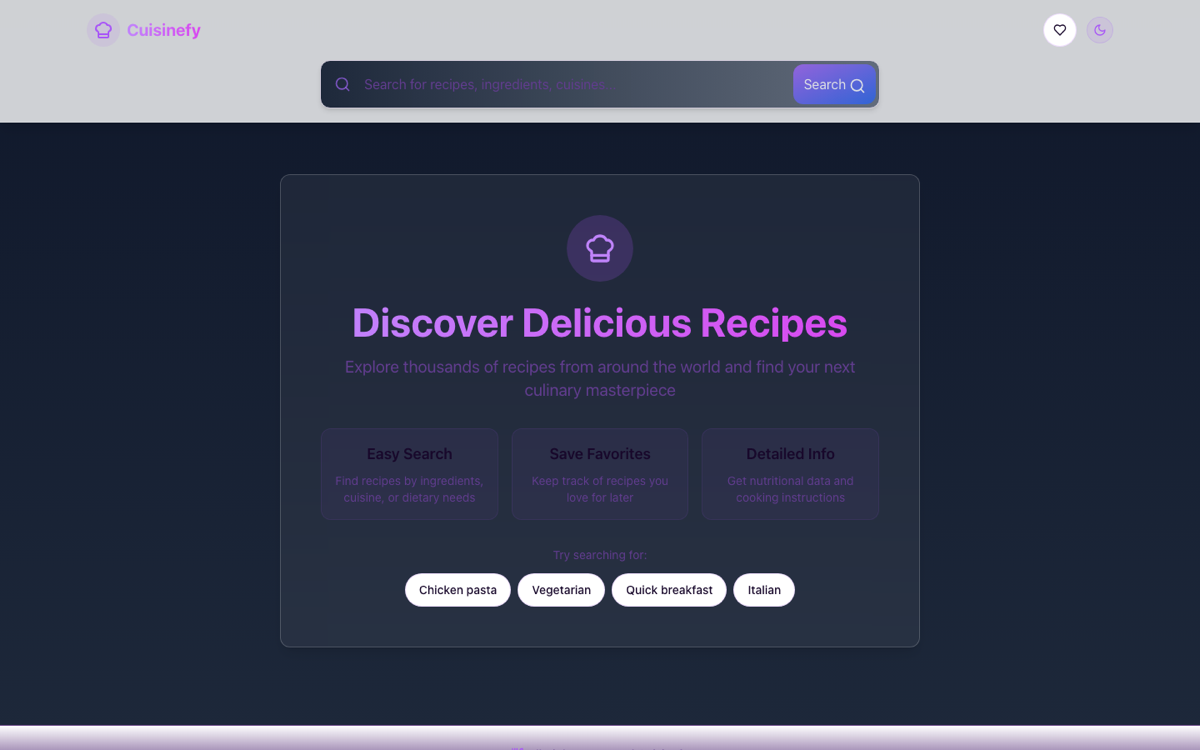 Cuisinefy
Search for recipes, ingredients, cuisines...
Search
Discover Delicious Recipes
Explore thousands of recipes from around the world and find your next
culinary masterpiece
Easy Search
Find recipes by ingredients,
cuisine, or dietary needs
Save Favorites
Keep track of recipes you
love for later
Detailed Info
Get nutritional data and
cooking instructions
Try searching for:
Chicken pasta
Vegetarian
Quick breakfast
Italian